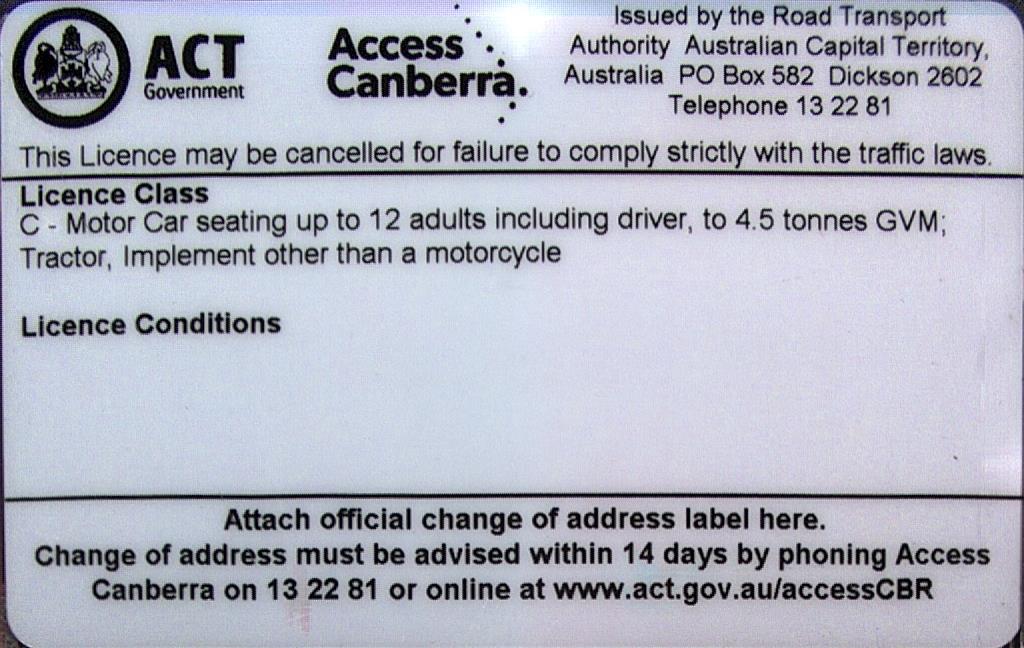 ACT
Government
Access
Canberra.
Issued by the Road Transport
Authority Australian Capital Territory,
Australia PO Box 582 Dickson 2602
Telephone 13 22 81
This Licence may be cancelled for failure to comply strictly with the traffic laws.
Licence Class
C - Motor Car seating up to 12 adults including driver, to 4.5 tonnes GVM;
Tractor, Implement other than a motorcycle
Licence Conditions
Attach official change of address label here.
Change of address must be advised within 14 days by phoning Access
Canberra on 13 22 81 or online at www.act.gov.au/accessCBR